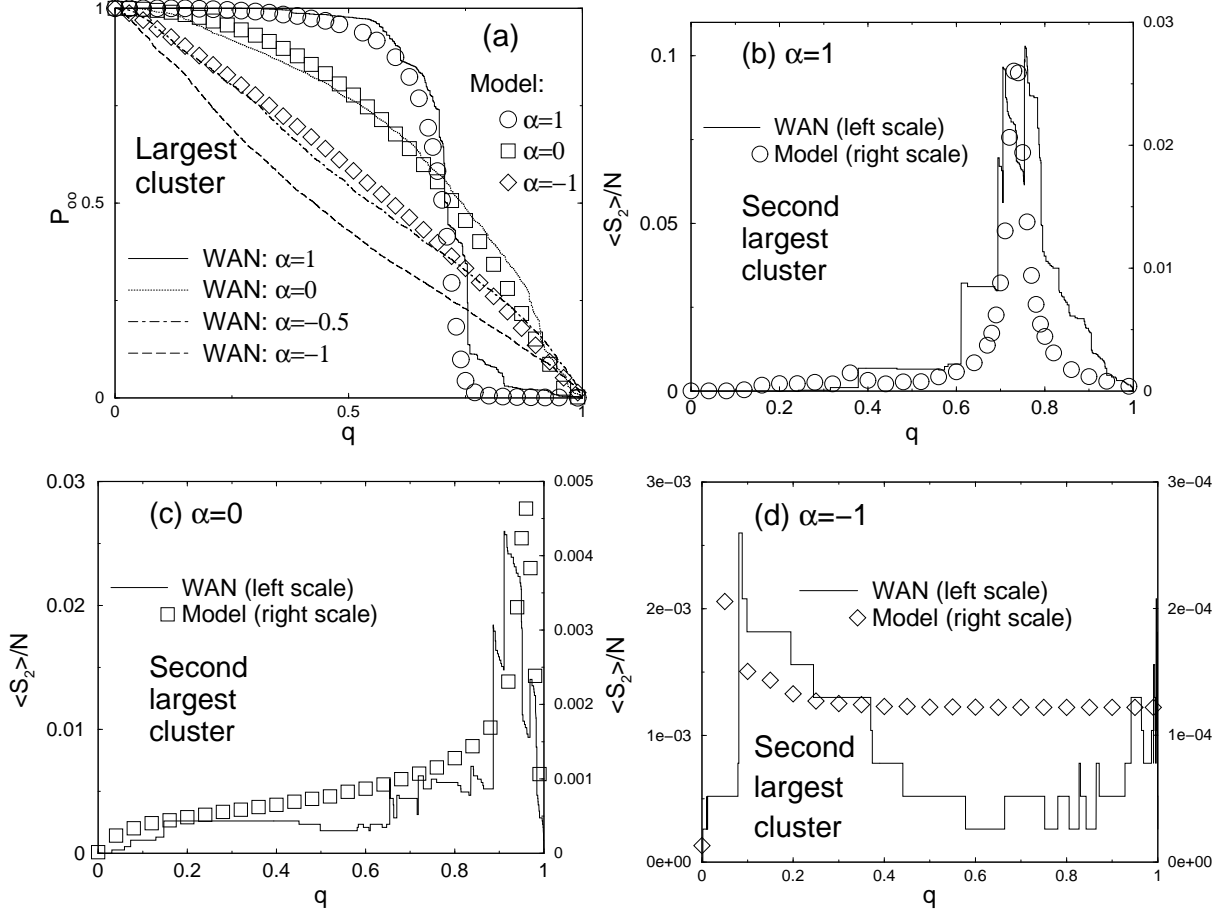 (a)
1
P∞
0.5
0
Model:
α=1
α=0
α=−1
Largest
cluster
WAN: α=1
WAN: α=0
WAN: α=−0.5
WAN: α=−1
0
0.5
1
q
(b) α=1
0.1
0.05
0
<S₂>/N
0.03
0.02
0.01
0
WAN (left scale)
Model (right scale)
Second
largest
cluster
0
0.2
0.4
0.6
0.8
1
q
(c) α=0
0.03
0.02
0.01
0
<S₂>/N
0.005
0.004
0.003
0.002
0.001
0
WAN (left scale)
Model (right scale)
Second
largest
cluster
0
0.2
0.4
0.6
0.8
1
q
(d) α=−1
3e−03
2e−03
1e−03
0e+00
<S₂>/N
3e−04
2e−04
1e−04
0e+00
WAN (left scale)
Model (right scale)
Second
largest
cluster
0
0.2
0.4
0.6
0.8
1
q